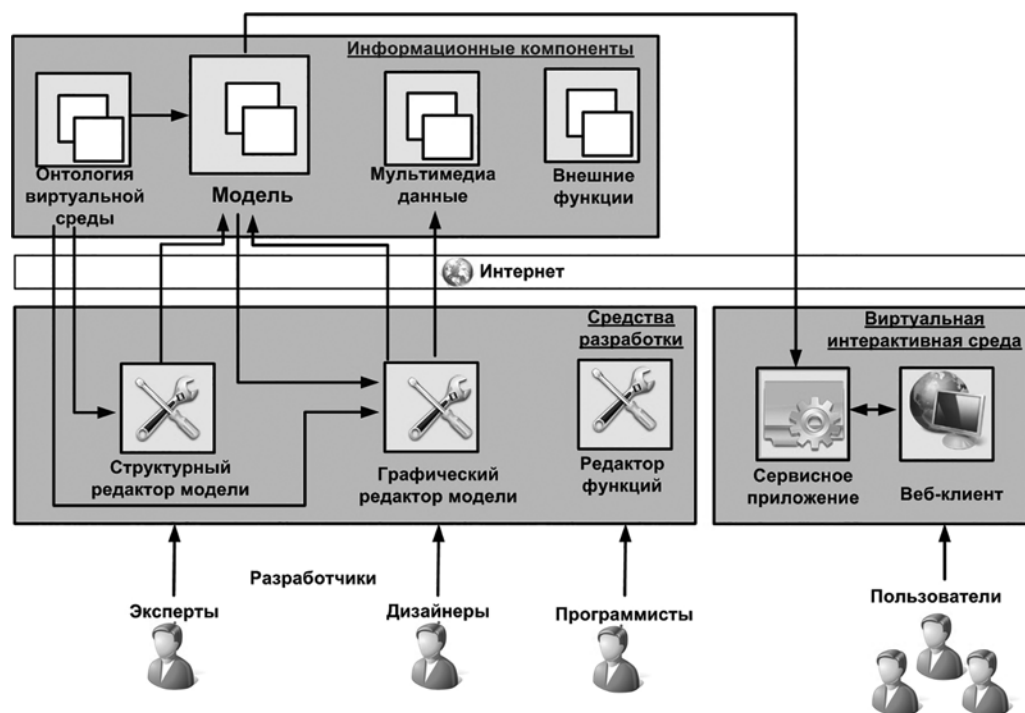 Информационные компоненты
Онтология
виртуальной
среды
Модель
Мультимедиа
данные
Внешние
функции
Интернет
Средства
разработки
Структурный
редактор модели
Графический
редактор модели
Редактор
функций
Виртуальная
интерактивная среда
Сервисное
приложение
Веб-клиент
Разработчики
Эксперты
Дизайнеры
Программисты
Пользователи